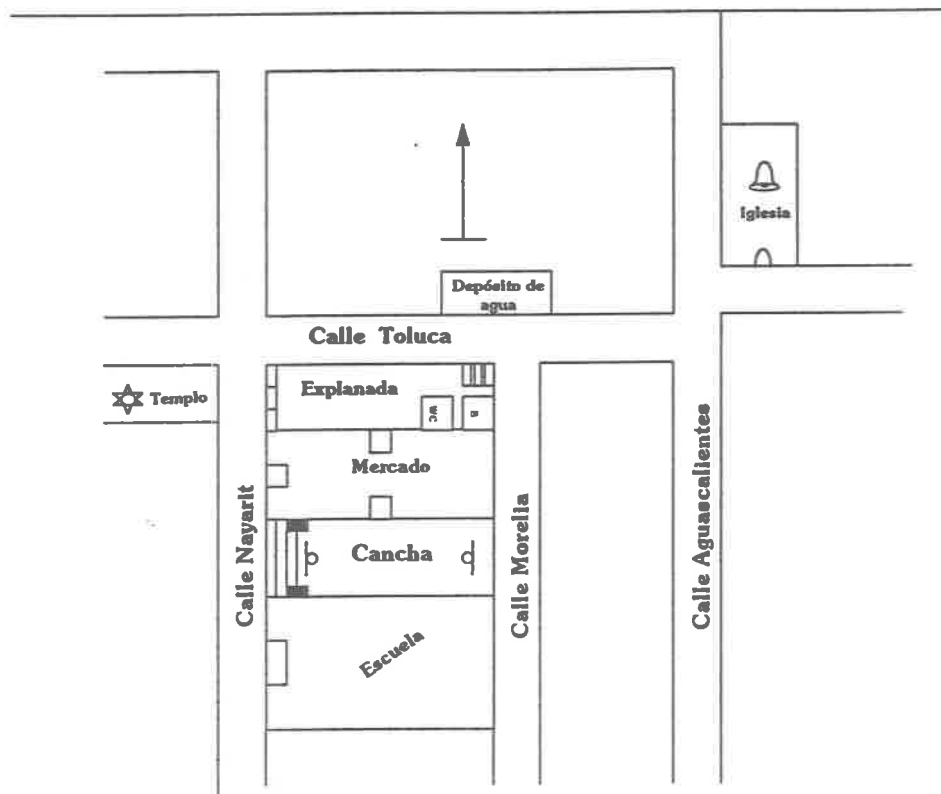 Iglesia
Depósito de
agua
Calle Toluca
Templo
Explanada
WC
Mercado
Calle Nayarit
Cancha
Calle Morelia
Calle Aguascalientes
Escuela